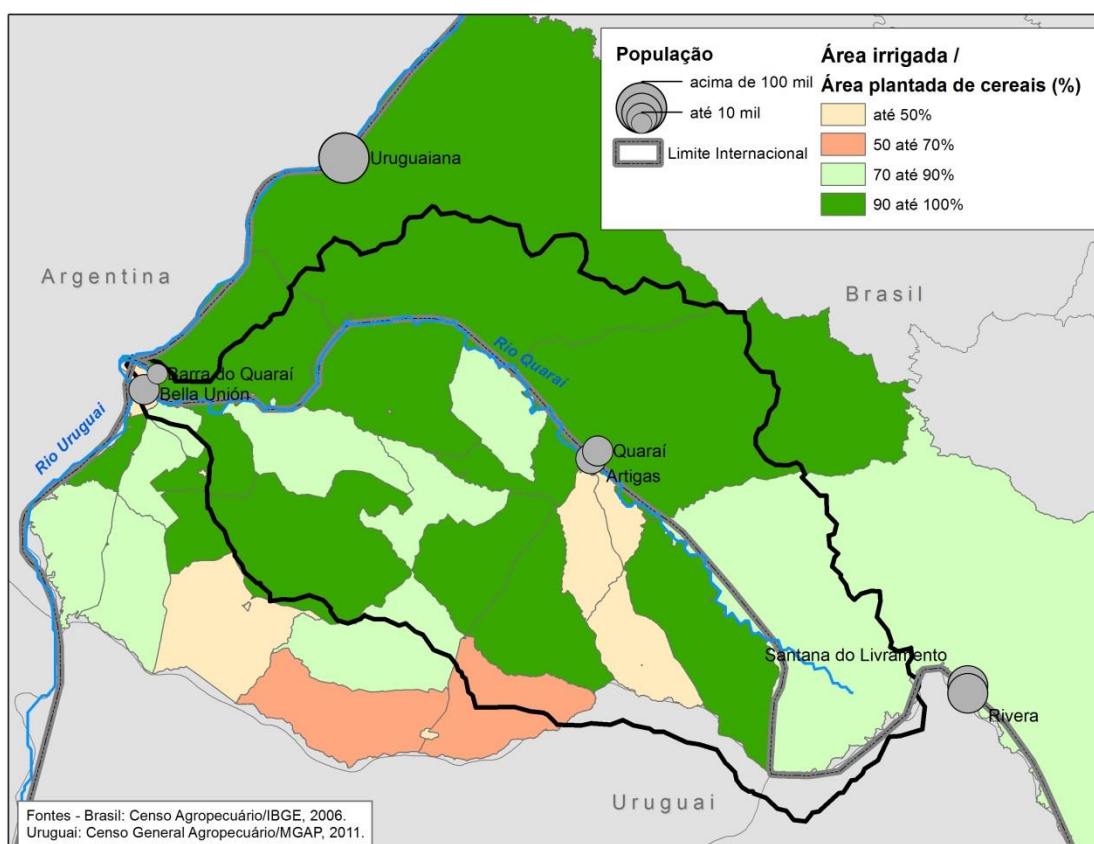 População
acima de 100 mil
até 10 mil
Limite Internacional
Área irrigada /
Área plantada de cereais (%)
até 50%
50 até 70%
70 até 90%
90 até 100%
Uruguaiana
Argentina
Brasil
Rio Quaraí
Barra do Quaraí
Bella Unión
Rio Uruguai
Quaraí
Artigas
Santana do Livramento
Rivera
Uruguai
Fontes - Brasil: Censo Agropecuário/IBGE, 2006.
Uruguai: Censo General Agropecuário/MGAP, 2011.